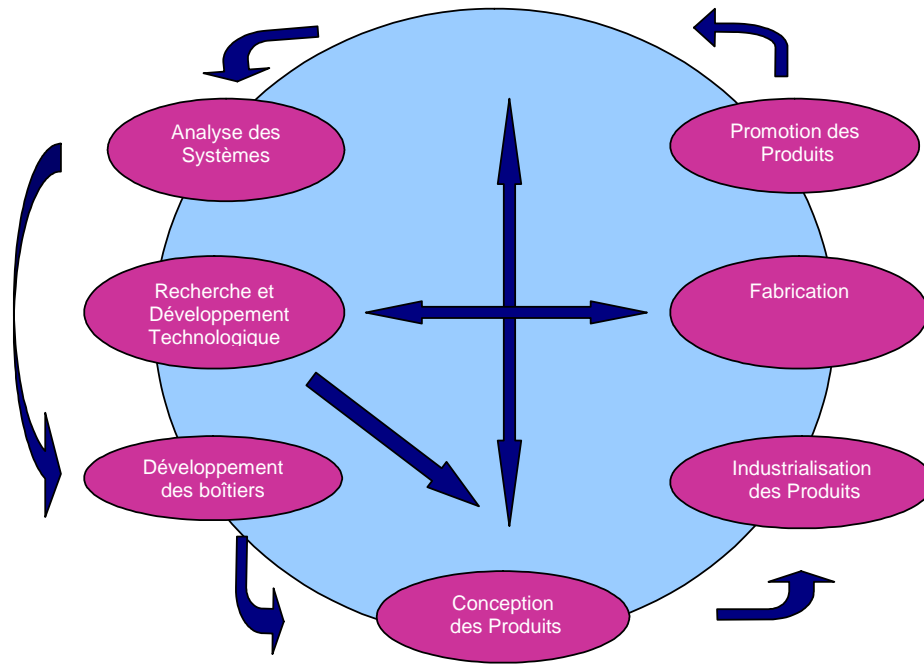 Analyse des
Systèmes
Promotion des
Produits
Recherche et
Développement
Technologique
Fabrication
Développement
des boîtiers
Industrialisation
des Produits
Conception
des Produits